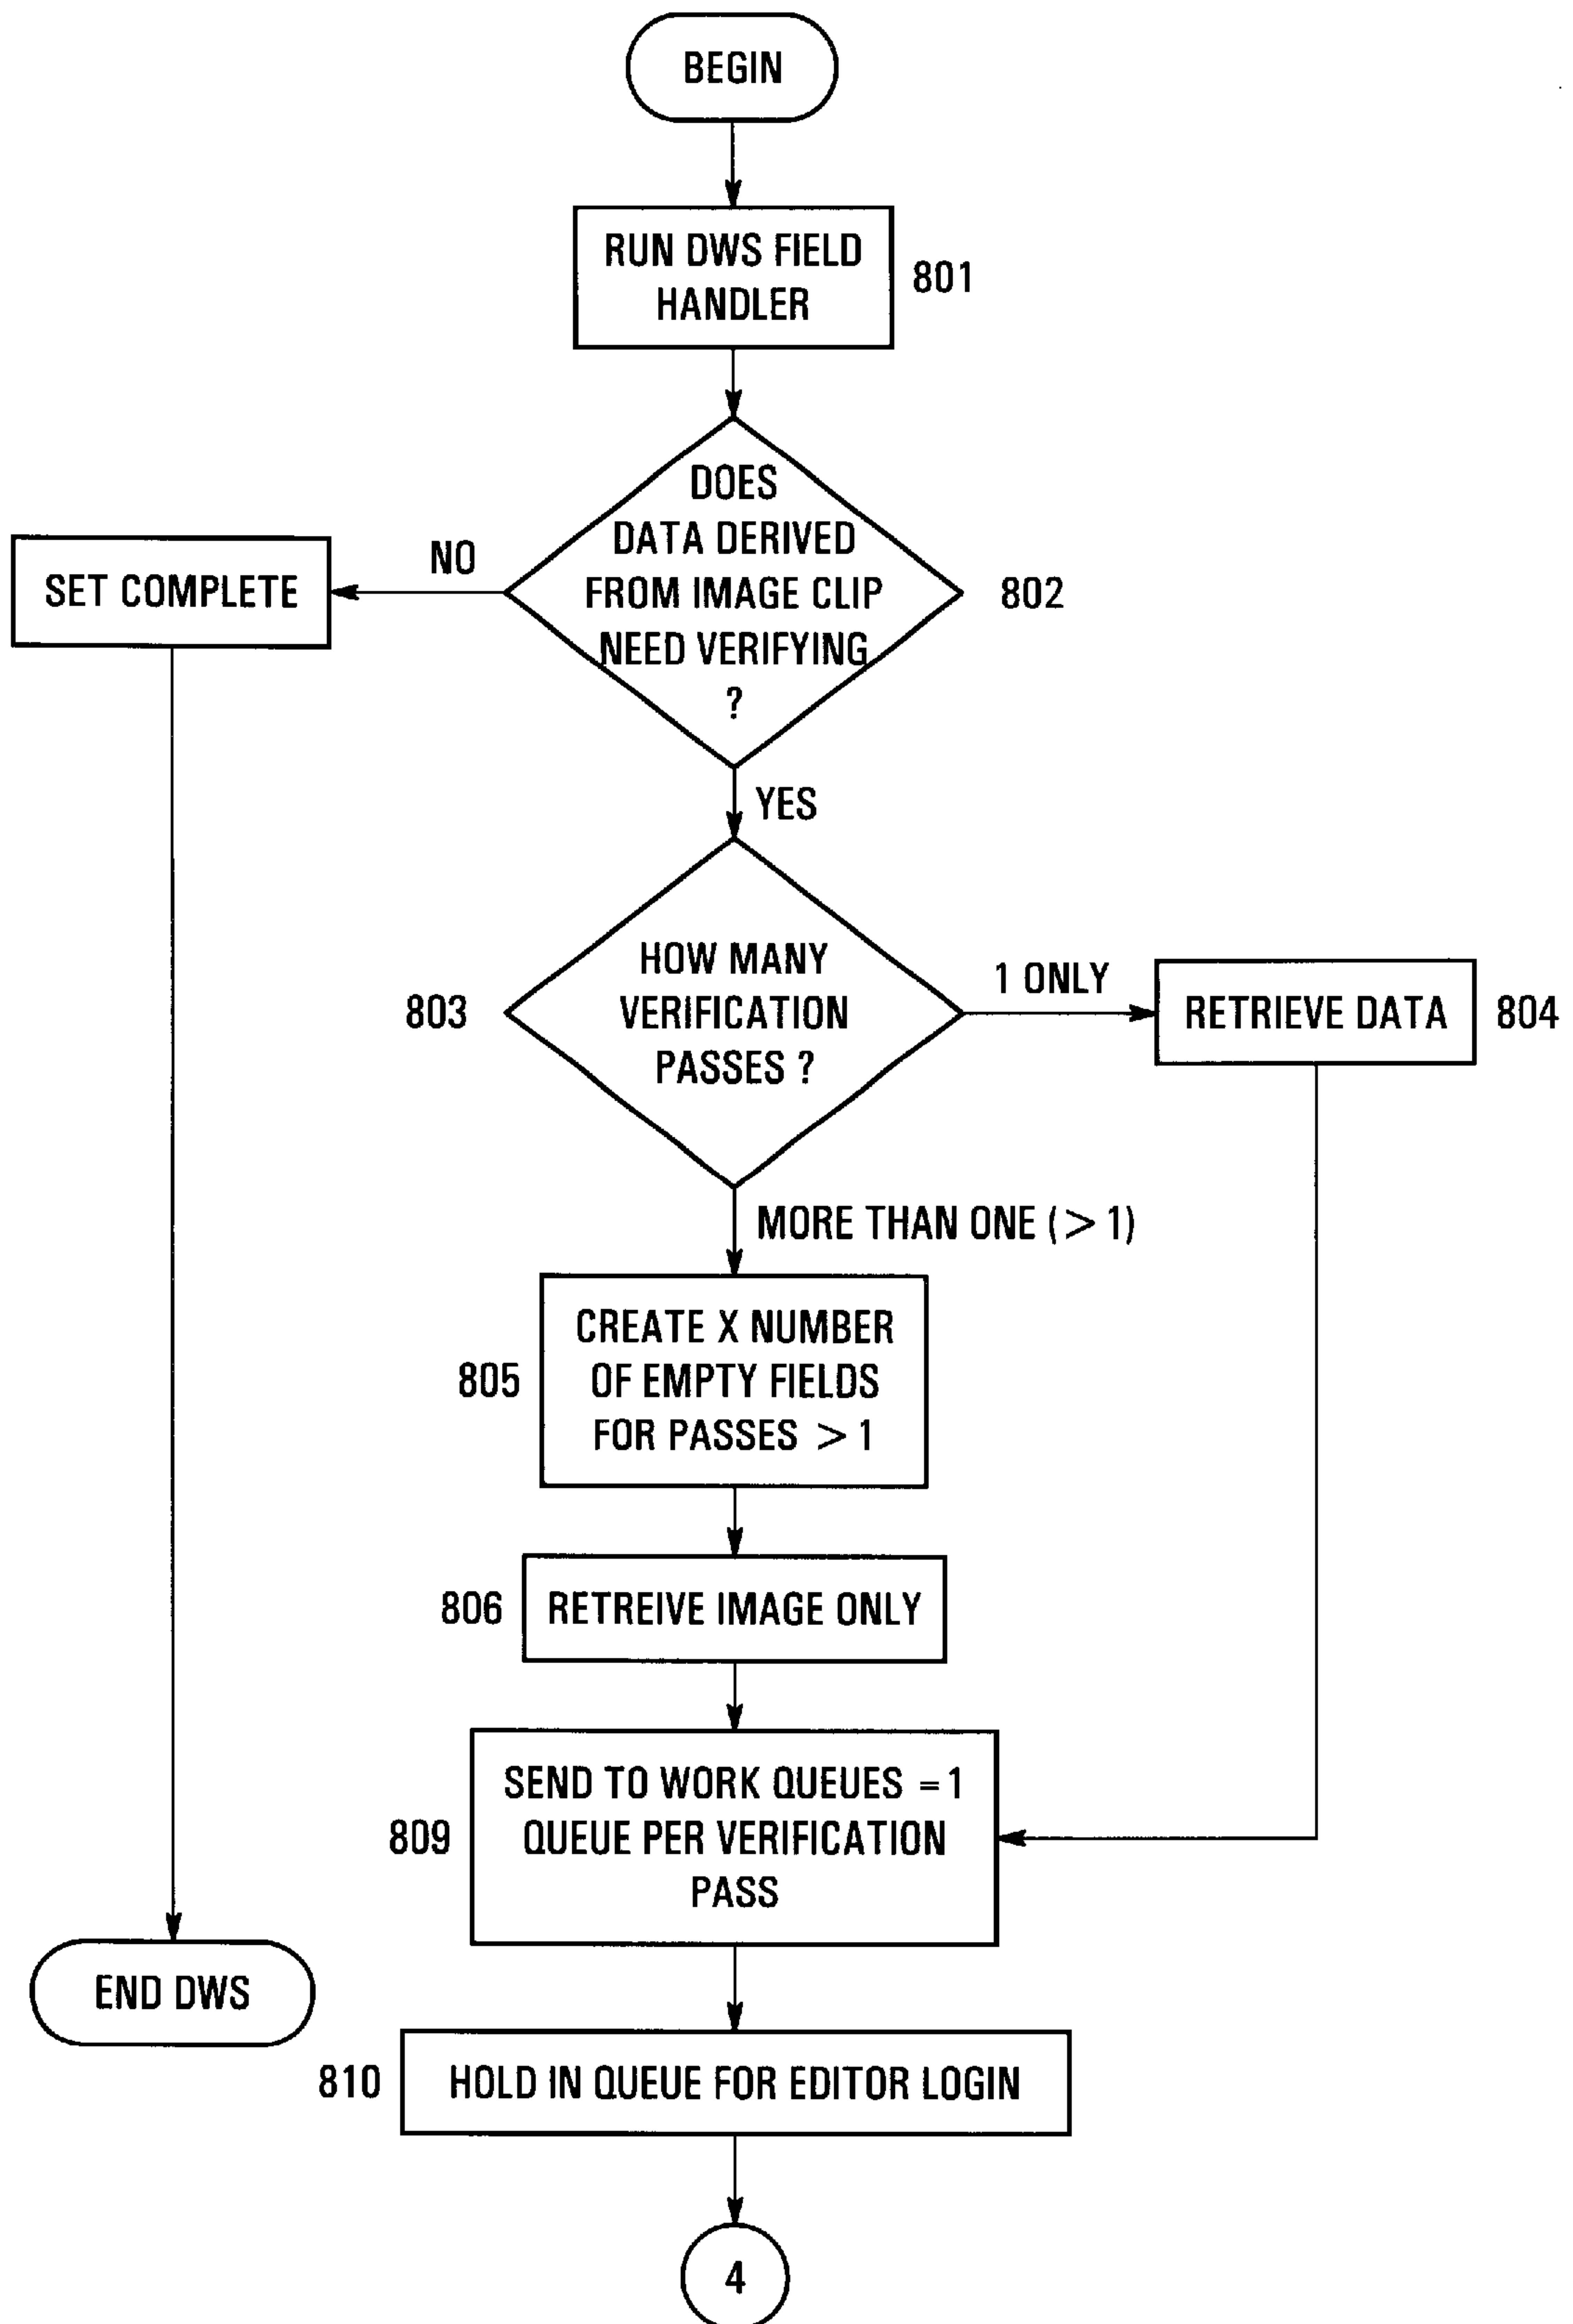 BEGIN
RUN DWS FIELD
HANDLER
801
DOES
DATA DERIVED
FROM IMAGE CLIP
NEED VERIFYING
?
802
NO
SET COMPLETE
YES
HOW MANY
VERIFICATION
PASSES ?
803
1 ONLY
RETRIEVE DATA
804
MORE THAN ONE (> 1)
CREATE X NUMBER
OF EMPTY FIELDS
FOR PASSES > 1
805
806
RETREIVE IMAGE ONLY
SEND TO WORK QUEUES = 1
QUEUE PER VERIFICATION
PASS
809
END DWS
810
HOLD IN QUEUE FOR EDITOR LOGIN
4